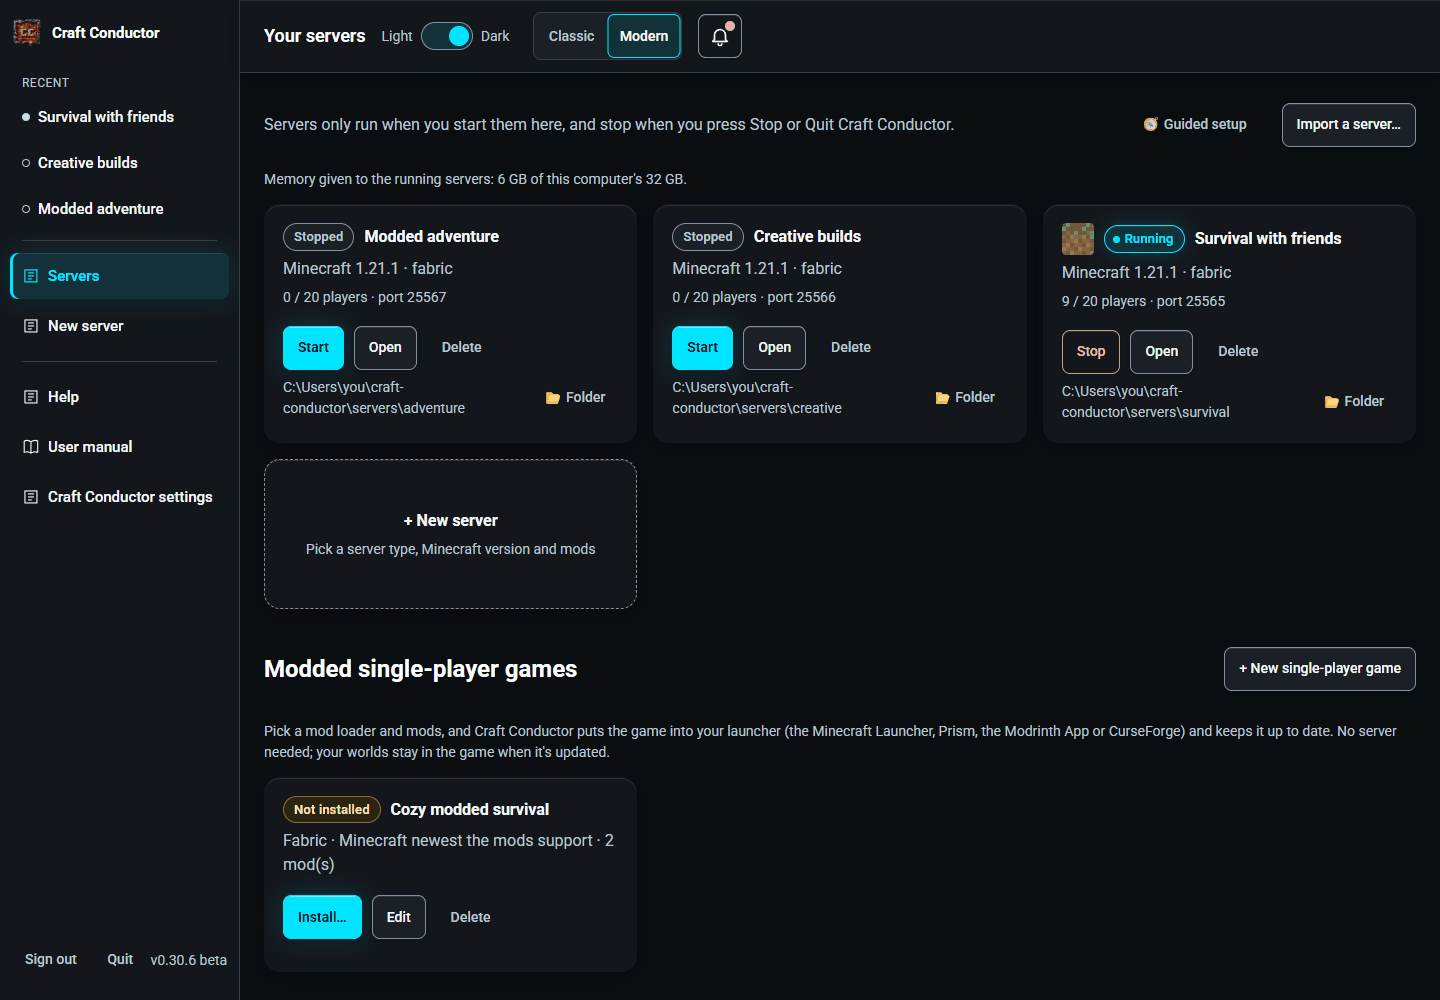 Craft Conductor
RECENT
Survival with friends
Creative builds
Modded adventure
Servers
New server
Help
User manual
Craft Conductor settings
Sign out Quit v0.30.6 beta
Your servers Light Dark Classic Modern
Servers only run when you start them here, and stop when you press Stop or Quit Craft Conductor.
Guided setup
Import a server...
Memory given to the running servers: 6 GB of this computer's 32 GB.
Stopped Modded adventure
Minecraft 1.21.1 · fabric
0 / 20 players · port 25567
Start Open Delete
C:\Users\you\craft-
conductor\servers\adventure
Folder
Stopped Creative builds
Minecraft 1.21.1 · fabric
0 / 20 players · port 25566
Start Open Delete
C:\Users\you\craft-
conductor\servers\creative
Folder
Running Survival with friends
Minecraft 1.21.1 · fabric
9 / 20 players · port 25565
Stop Open Delete
C:\Users\you\craft-
conductor\servers\survival
Folder
+ New server
Pick a server type, Minecraft version and mods
Modded single-player games
+ New single-player game
Pick a mod loader and mods, and Craft Conductor puts the game into your launcher (the Minecraft Launcher, Prism, the Modrinth App or CurseForge) and keeps it up to date. No server
needed; your worlds stay in the game when it's updated.
Not installed Cozy modded survival
Fabric · Minecraft newest the mods support · 2
mod(s)
Install... Edit Delete